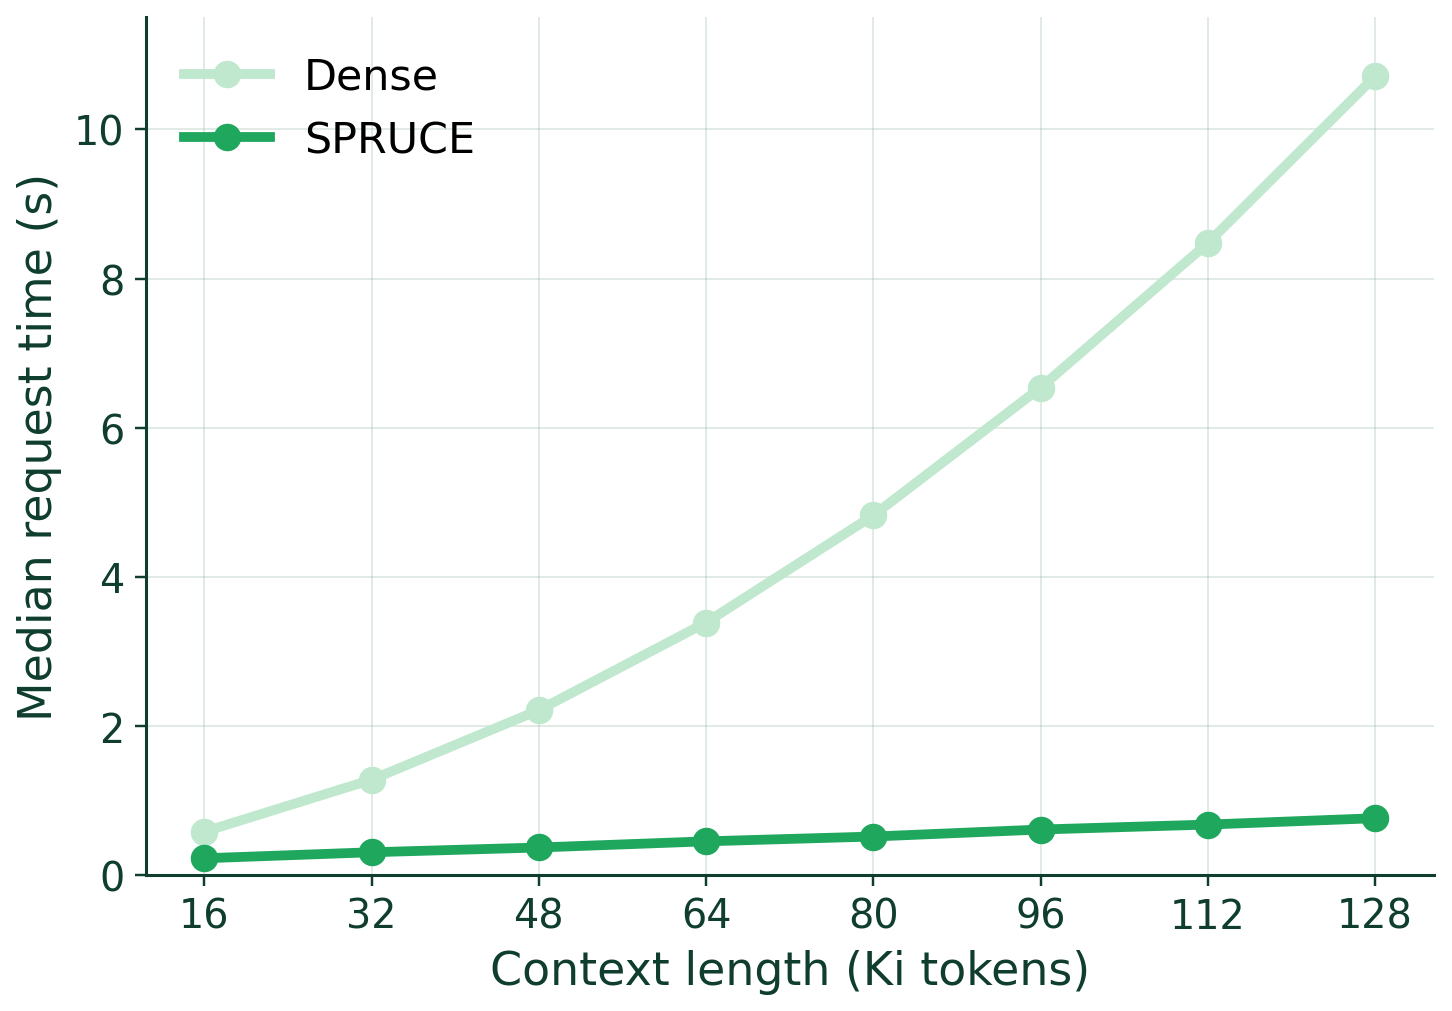 Dense
SPRUCE
10
8
6
4
2
0
Median request time (s)
16 32 48 64 80 96 112 128
Context length (Ki tokens)